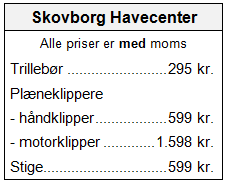 Skovborg Havecenter
Alle priser er med moms
Trillebør .........................295 kr.
Plæneklippere
- håndklipper..................599 kr.
- motorklipper .............1.598 kr.
Stige...............................599 kr.